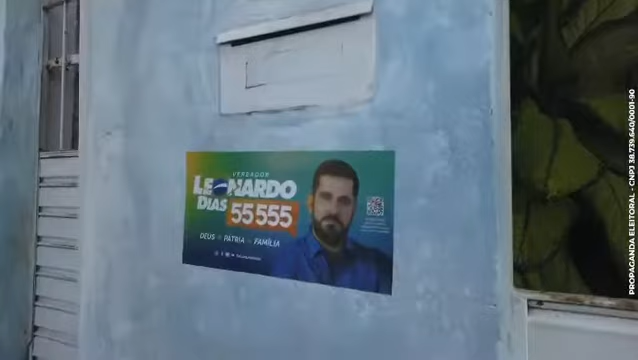 VEREADOR
LEONARDO
DIAS 55555
DEUS PÁTRIA FAMÍLIA
PROPAGANDA ELEITORAL - CNPJ 38.739.640/0001-90